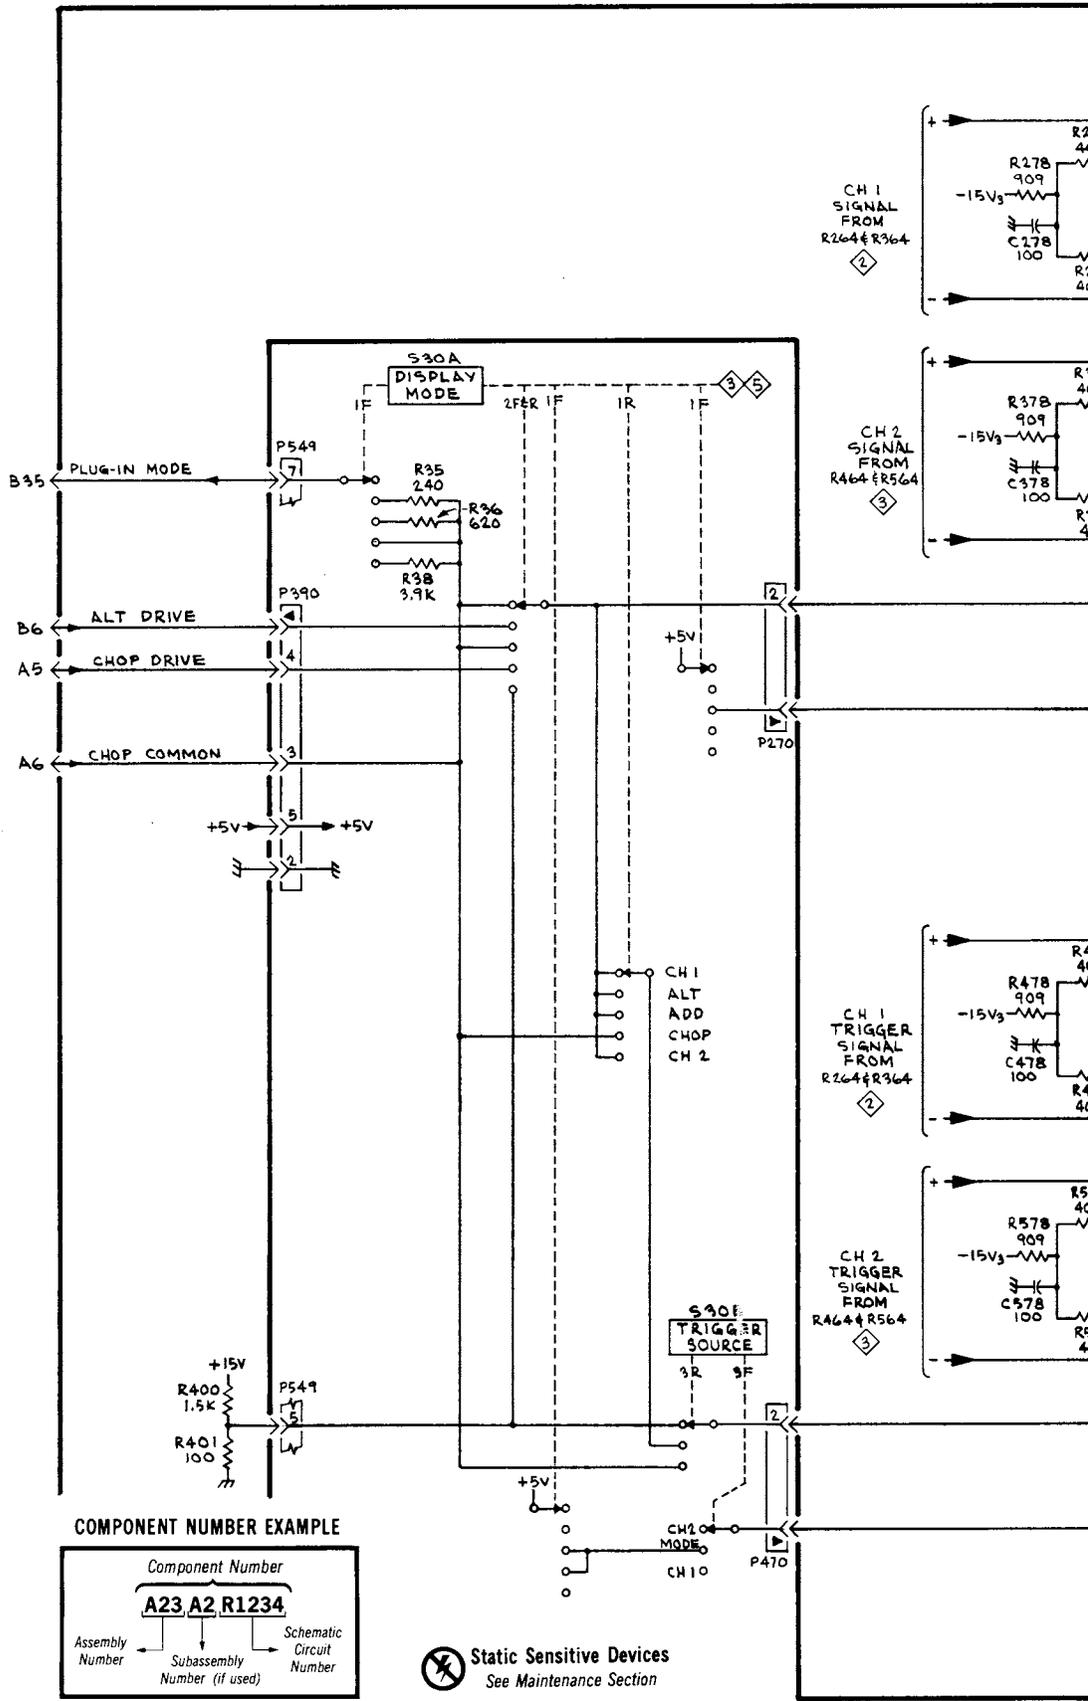 +
R278
909
-15V3
C278
100
CH 1
SIGNAL
FROM
R264 & R364
2
-
S30A
DISPLAY
MODE
3 5
1F
2F&R
1F
1R
1F
+
R378
909
-15V3
C378
100
CH 2
SIGNAL
FROM
R464 & R564
3
-
P549
B35
PLUG-IN MODE
7
R35
240
R36
620
R38
3.9K
P390
B6
ALT DRIVE
A5
CHOP DRIVE
4
A6
CHOP COMMON
3
+5V
5
+5V
2
2
+5V
P270
CH 1
ALT
ADD
CHOP
CH 2
+
R478
909
-15V3
C478
100
CH 1
TRIGGER
SIGNAL
FROM
R264 & R364
2
-
+
R578
909
-15V3
C578
100
CH 2
TRIGGER
SIGNAL
FROM
R464 & R564
3
-
TRIGGER
SOURCE
3R
3F
+15V
R400
1.5K
R401
100
P549
5
2
+5V
CH2
MODE
CH1
P470
COMPONENT NUMBER EXAMPLE
Component Number
A23 A2 R1234
Assembly
Number
Subassembly
Number (if used)
Schematic
Circuit
Number
Static Sensitive Devices
See Maintenance Section